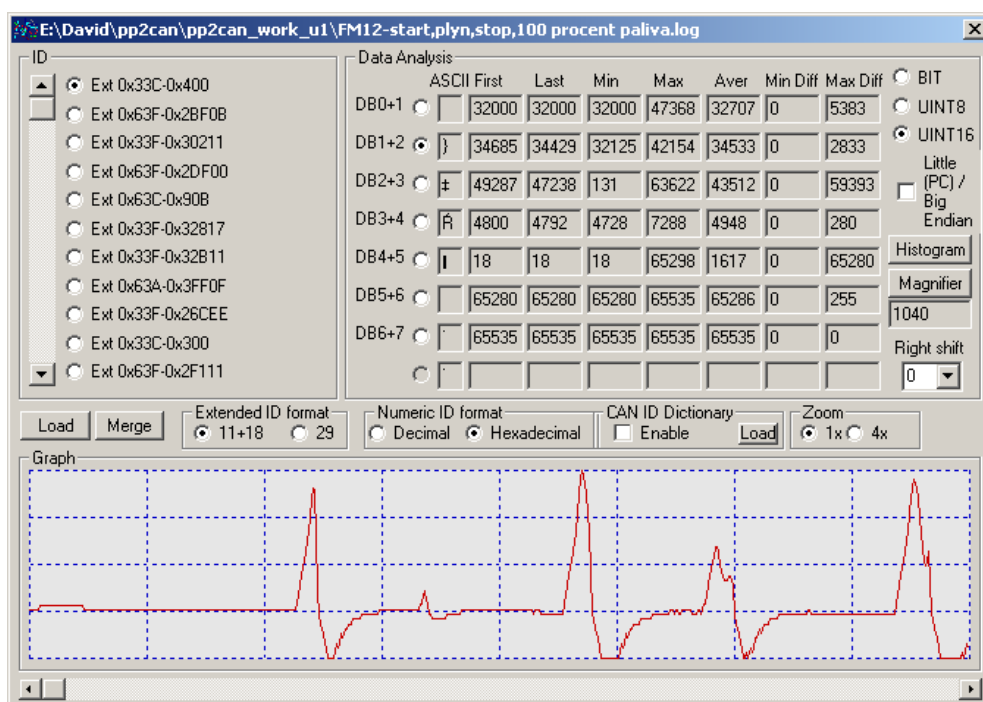 E:\David\pp2can\pp2can_work_u1\FM12-start,plyn,stop,100 procent paliva.log
ID
Ext 0x33C-0x400
Ext 0x63F-0x2BF0B
Ext 0x33F-0x30211
Ext 0x63F-0x2DF00
Ext 0x63C-0x90B
Ext 0x33F-0x32817
Ext 0x33F-0x32B11
Ext 0x63A-0x3FF0F
Ext 0x33F-0x26CEE
Ext 0x33C-0x300
Ext 0x63F-0x2F111
Data Analysis
ASCII First Last Min Max Aver Min Diff Max Diff
DB0+1 32000 32000 32000 47368 32707 0 5383
DB1+2 } 34685 34429 32125 42154 34533 0 2833
DB2+3 ‡ 49287 47238 131 63622 43512 0 59393
DB3+4 Ŕ 4800 4792 4728 7288 4948 0 280
DB4+5 18 18 18 65298 1617 0 65280
DB5+6 65280 65280 65280 65535 65286 0 255
DB6+7 ˙ 65535 65535 65535 65535 65535 0 0
˙
BIT
UINT8
UINT16
Little
(PC) /
Big
Endian
Histogram
Magnifier
1040
Right shift
0
Load Merge
Extended ID format
11+18 29
Numeric ID format
Decimal Hexadecimal
CAN ID Dictionary
Enable Load
Zoom
1x 4x
Graph